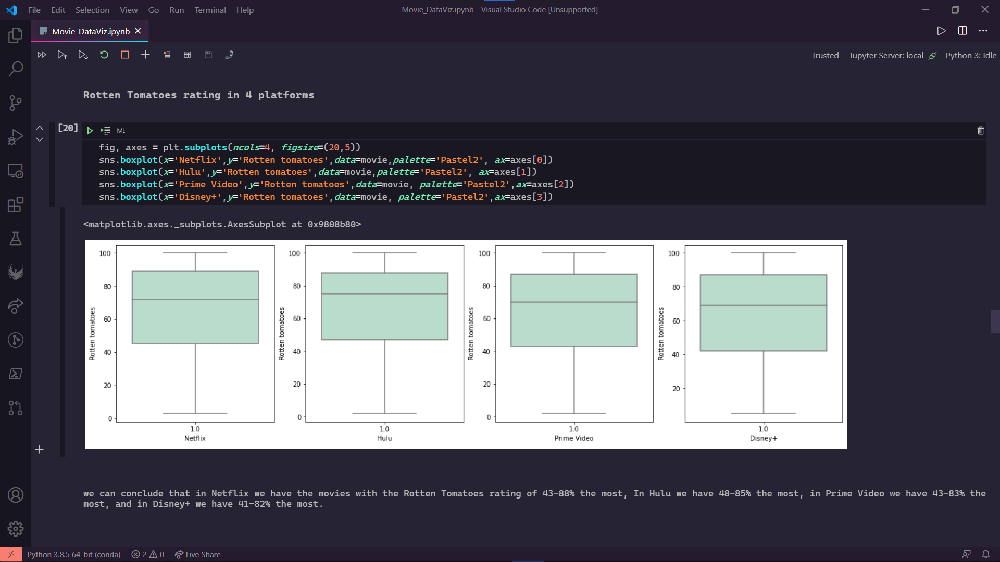 File Edit Selection View Go Run Terminal Help
Movie_DataViz.ipynb - Visual Studio Code [Unsupported]
Movie_DataViz.ipynb
Trusted Jupyter Server: local Python 3: Idle
Rotten Tomatoes rating in 4 platforms
[20]
M↓
fig, axes = plt.subplots(ncols=4, figsize=(20,5))
sns.boxplot(x='Netflix',y='Rotten tomatoes',data=movie,palette='Pastel2', ax=axes[0])
sns.boxplot(x='Hulu',y='Rotten tomatoes',data=movie,palette='Pastel2', ax=axes[1])
sns.boxplot(x='Prime Video',y='Rotten tomatoes',data=movie, palette='Pastel2',ax=axes[2])
sns.boxplot(x='Disney+',y='Rotten tomatoes',data=movie, palette='Pastel2',ax=axes[3])
<matplotlib.axes._subplots.AxesSubplot at 0x9808b80>
100
80
60
40
20
0
Rotten tomatoes
1.0
Netflix
100
80
60
40
20
0
Rotten tomatoes
1.0
Hulu
100
80
60
40
20
0
Rotten tomatoes
1.0
Prime Video
100
80
60
40
20
Rotten tomatoes
1.0
Disney+
we can conclude that in Netflix we have the movies with the Rotten Tomatoes rating of 43-88% the most, In Hulu we have 48-85% the most, in Prime Video we have 43-83% the
most, and in Disney+ we have 41-82% the most.
Python 3.8.5 64-bit (conda) 2 0 Live Share